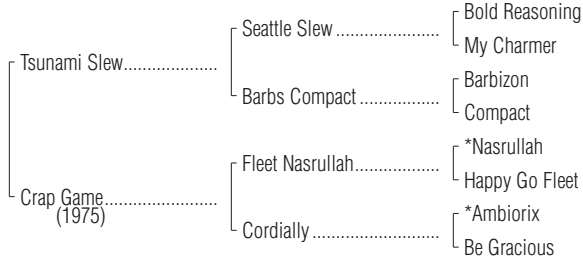 Bold Reasoning
Seattle Slew ....................
My Charmer
Tsunami Slew...................
Barbizon
Barbs Compact ................
Compact
*Nasrullah
Fleet Nasrullah................
Happy Go Fleet
Crap Game.......................
(1975)
*Ambiorix
Cordially .........................
Be Gracious